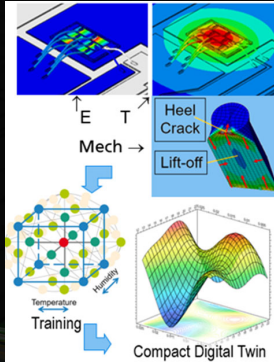 E T
Heel
Crack
Mech →
Lift-off
Humidity
Temperature
Training
Compact Digital Twin